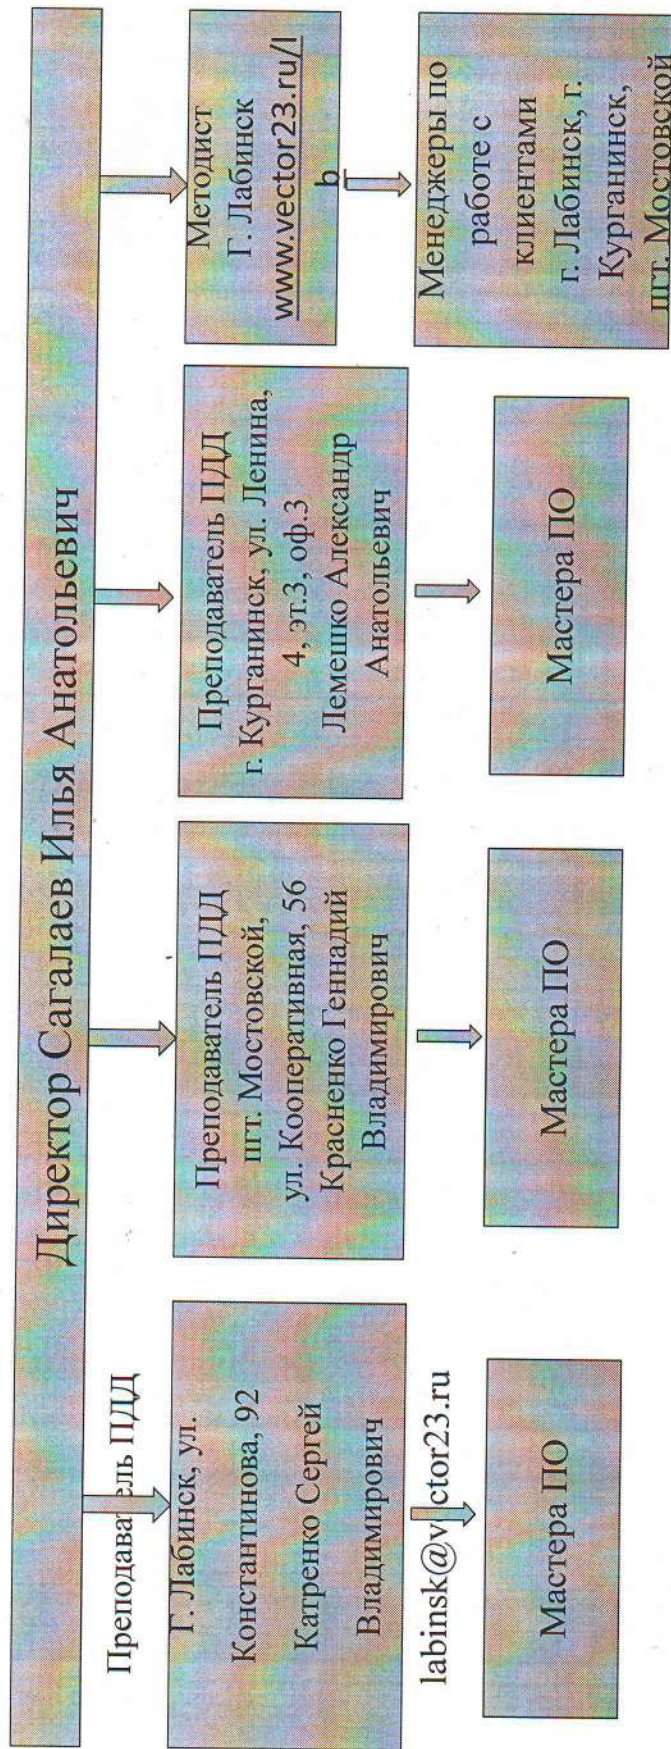 Директор Сагалаев Илья Анатольевич
Преподаватель ПДД
Г. Лабинск, ул.
Константинова, 92
Катренко Сергей
Владимирович
labinsk@vector23.ru
Мастера ПО
Преподаватель ПДД
пгт. Мостовской,
ул. Кооперативная, 56
Красненко Геннадий
Владимирович
Мастера ПО
Преподаватель ПДД
г. Курганинск, ул. Ленина,
4, эт.3, оф.3
Лемешко Александр
Анатольевич
Мастера ПО
Методист
Г. Лабинск
www.vector23.ru/l
b
Менеджеры по
работе с
клиентами
г. Лабинск, г.
Курганинск,
пгт. Мостовской